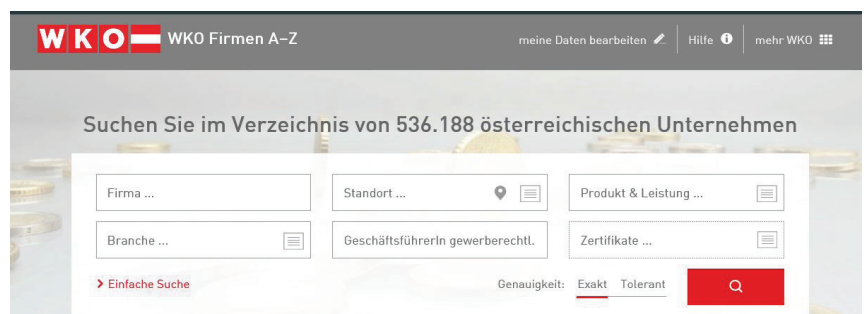 WKO WKO Firmen A–Z
meine Daten bearbeiten
Hilfe
mehr WKO
Suchen Sie im Verzeichnis von 536.188 österreichischen Unternehmen
Firma ...
Standort ...
Produkt & Leistung ...
Branche ...
GeschäftsführerIn gewerberechtl.
Zertifikate ...
Einfache Suche
Genauigkeit: Exakt Tolerant